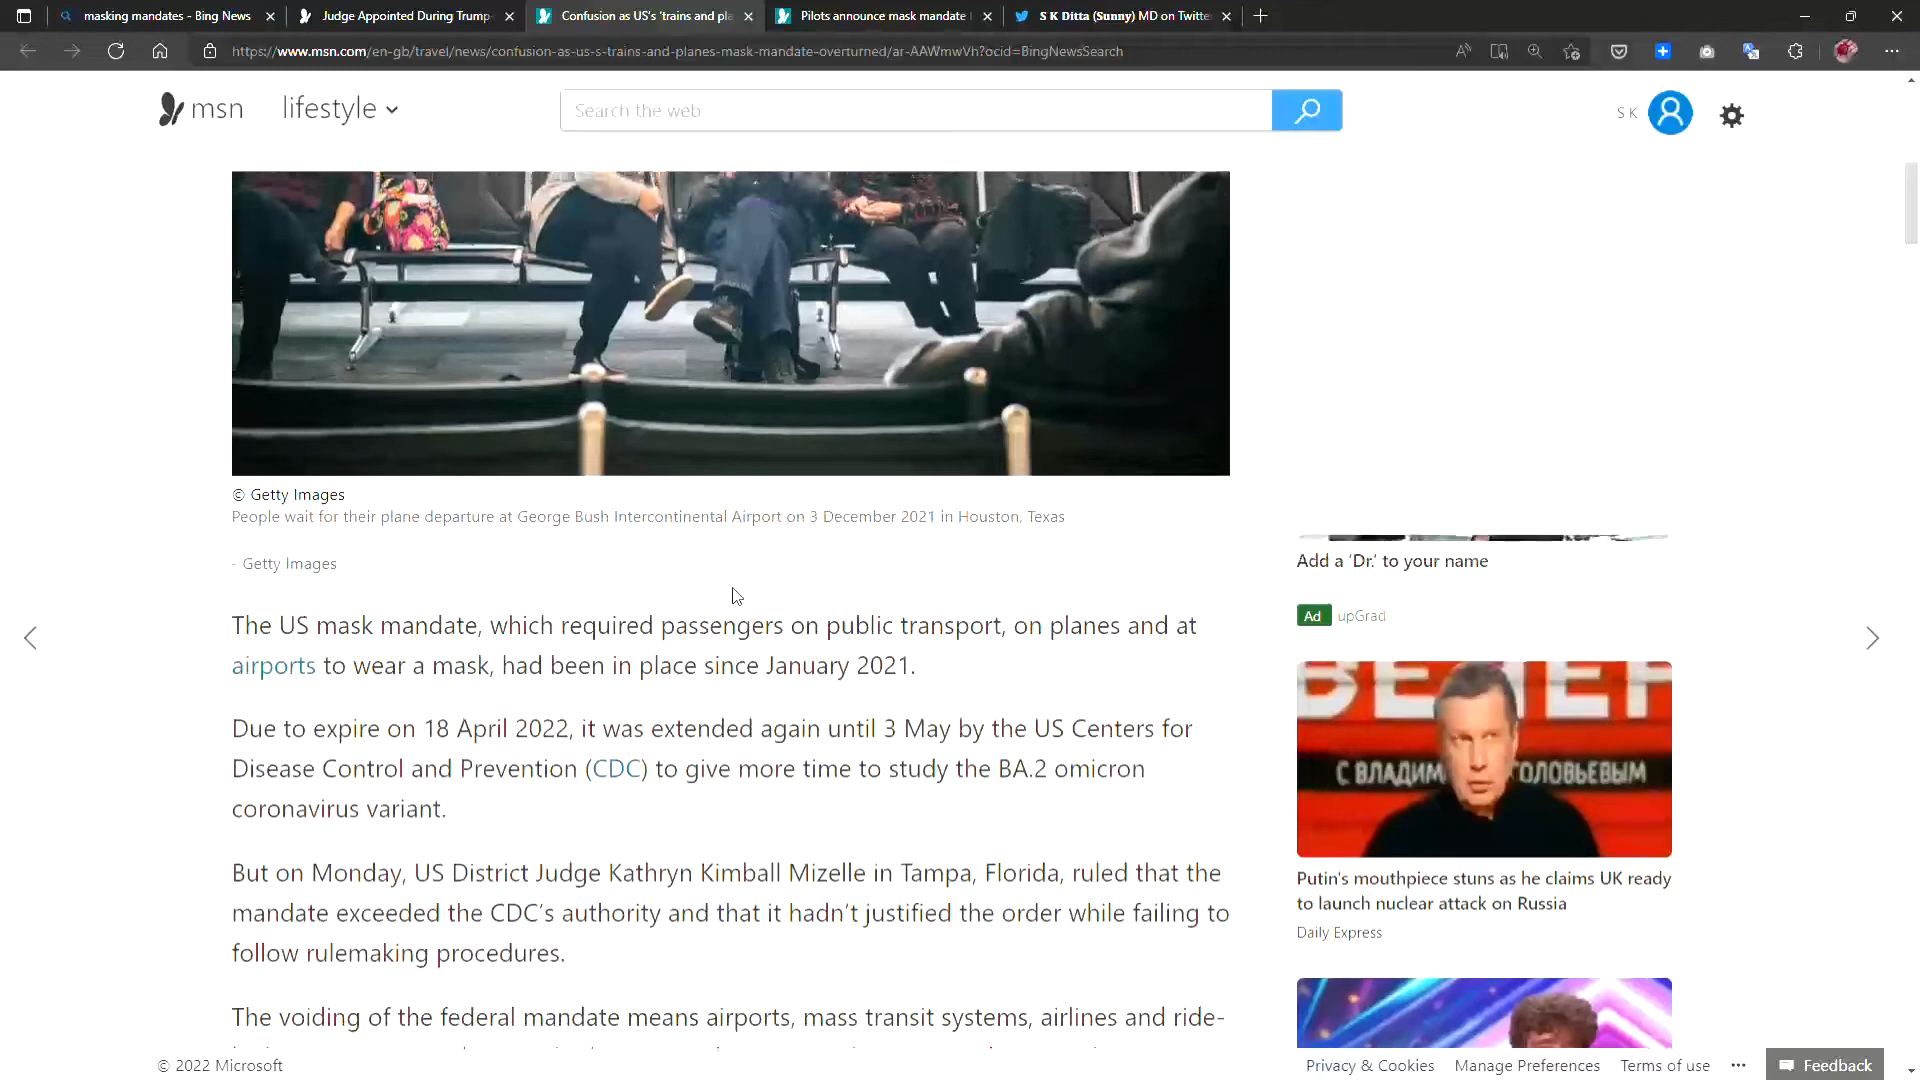 masking mandates - Bing News
Judge Appointed During Trump
Confusion as US's 'trains and pla
Pilots announce mask mandate
S K Ditta (Sunny) MD on Twitte
https://www.msn.com/en-gb/travel/news/confusion-as-us-s-trains-and-planes-mask-mandate-overturned/ar-AAWmwVh?ocid=BingNewsSearch
msn lifestyle
Search the web
S K
© Getty Images
People wait for their plane departure at George Bush Intercontinental Airport on 3 December 2021 in Houston, Texas
- Getty Images
The US mask mandate, which required passengers on public transport, on planes and at
airports to wear a mask, had been in place since January 2021.
Due to expire on 18 April 2022, it was extended again until 3 May by the US Centers for
Disease Control and Prevention (CDC) to give more time to study the BA.2 omicron
coronavirus variant.
But on Monday, US District Judge Kathryn Kimball Mizelle in Tampa, Florida, ruled that the
mandate exceeded the CDC's authority and that it hadn't justified the order while failing to
follow rulemaking procedures.
The voiding of the federal mandate means airports, mass transit systems, airlines and ride-
Add a 'Dr.' to your name
Ad upGrad
С ВЛАДИМ ОЛОВЬЕВЫМ
Putin's mouthpiece stuns as he claims UK ready
to launch nuclear attack on Russia
Daily Express
© 2022 Microsoft
Privacy & Cookies
Manage Preferences
Terms of use
Feedback